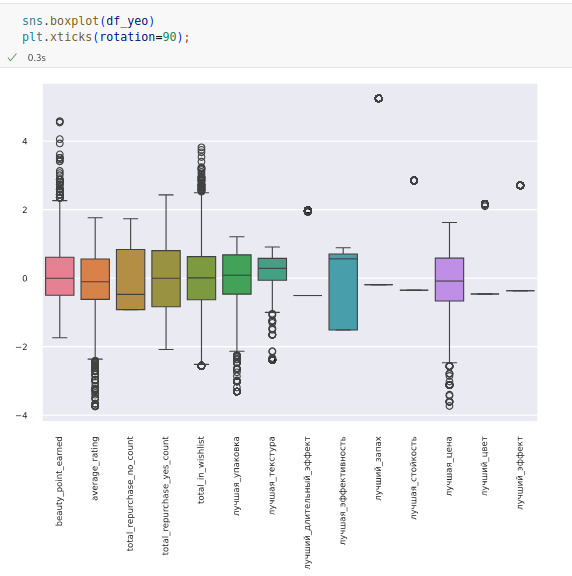 sns.boxplot(df_yeo)
plt.xticks(rotation=90);
0.3s
4
2
0
−2
−4
beauty_point_earned
average_rating
total_repurchase_no_count
total_repurchase_yes_count
total_in_wishlist
лучшая_упаковка
лучшая_текстура
лучший_длительный_эффект
лучшая_эффективность
лучший_запах
лучшая_стойкость
лучшая_цена
лучший_цвет
лучший_эффект